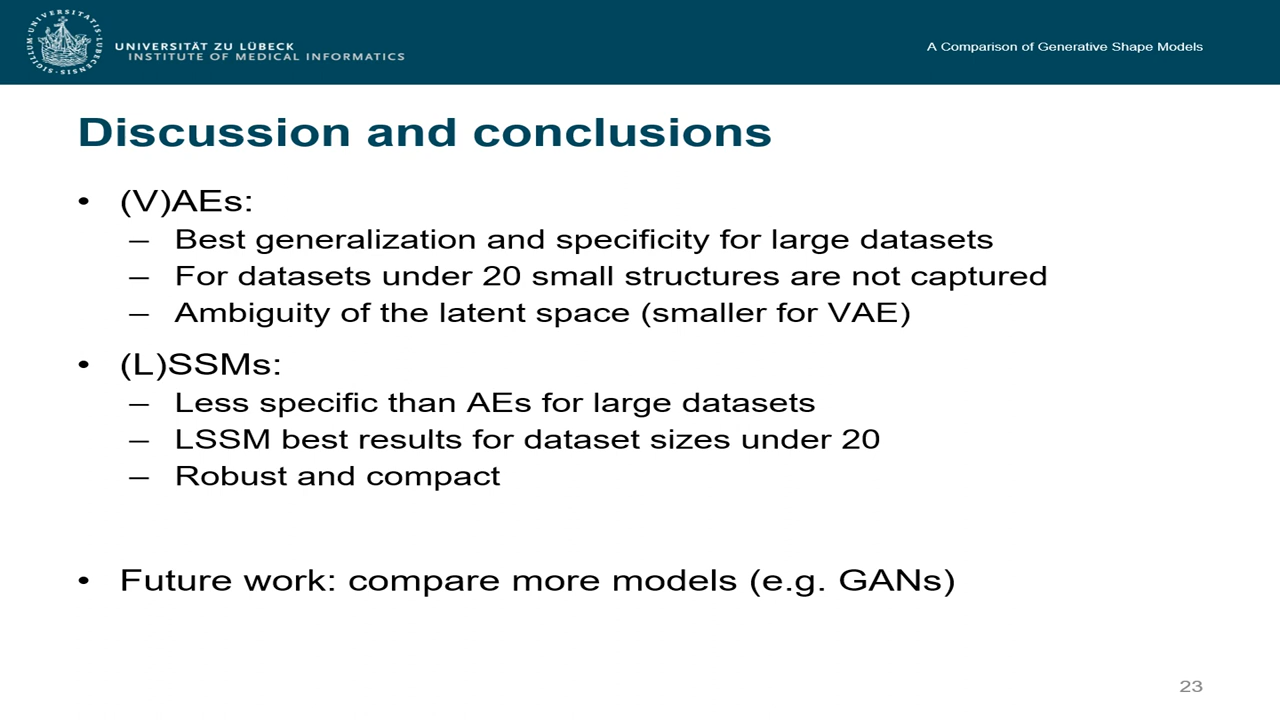 SIGILLUM·UNIVERSITATIS·LUBECENSIS
UNIVERSITÄT ZU LÜBECK
INSTITUTE OF MEDICAL INFORMATICS
A Comparison of Generative Shape Models
Discussion and conclusions
• (V)AEs:
– Best generalization and specificity for large datasets
– For datasets under 20 small structures are not captured
– Ambiguity of the latent space (smaller for VAE)
• (L)SSMs:
– Less specific than AEs for large datasets
– LSSM best results for dataset sizes under 20
– Robust and compact
• Future work: compare more models (e.g. GANs)
23